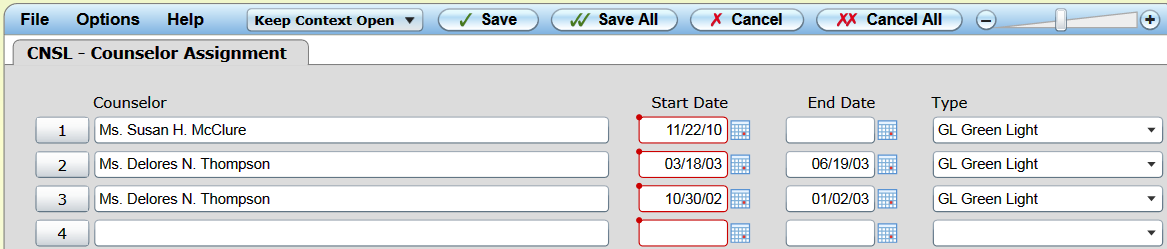 File Options Help Keep Context Open Save Save All Cancel Cancel All
CNSL - Counselor Assignment
Counselor Start Date End Date Type
1 Ms. Susan H. McClure 11/22/10 GL Green Light
2 Ms. Delores N. Thompson 03/18/03 06/19/03 GL Green Light
3 Ms. Delores N. Thompson 10/30/02 01/02/03 GL Green Light
4